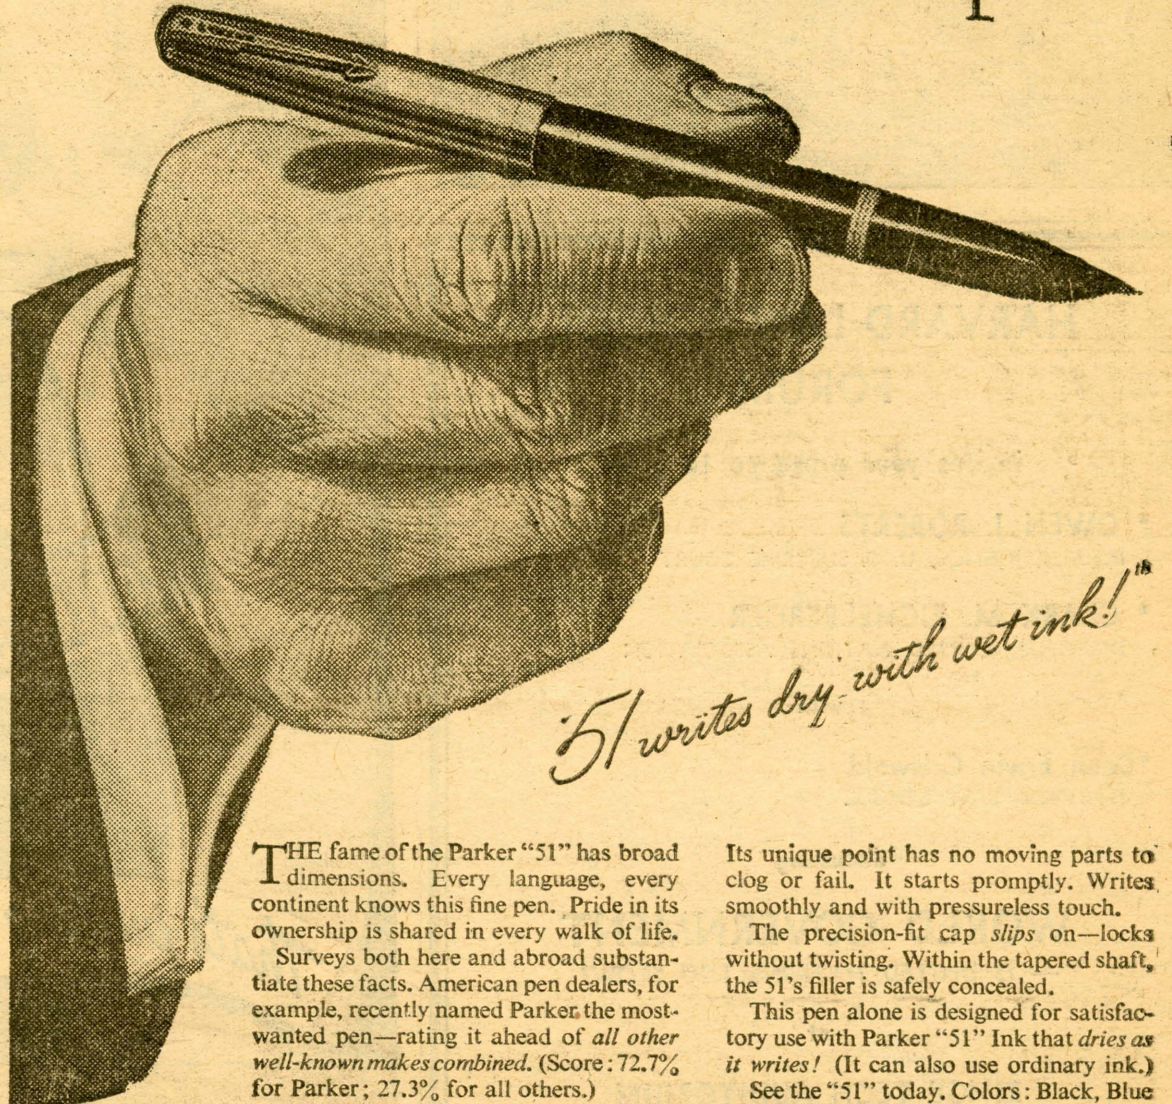 "51 writes dry with wet ink!"
THE fame of the Parker “51” has broad
dimensions. Every language, every
continent knows this fine pen. Pride in its
ownership is shared in every walk of life.
Surveys both here and abroad substan-
tiate these facts. American pen dealers, for
example, recently named Parker the most-
wanted pen—rating it ahead of all other
well-known makes combined. (Score: 72.7%
for Parker; 27.3% for all others.)
Its unique point has no moving parts to
clog or fail. It starts promptly. Writes
smoothly and with pressureless touch.
The precision-fit cap slips on—locks
without twisting. Within the tapered shaft,
the 51's filler is safely concealed.
This pen alone is designed for satisfac-
tory use with Parker “51” Ink that dries as
it writes! (It can also use ordinary ink.)
See the “51” today. Colors: Black, Blue